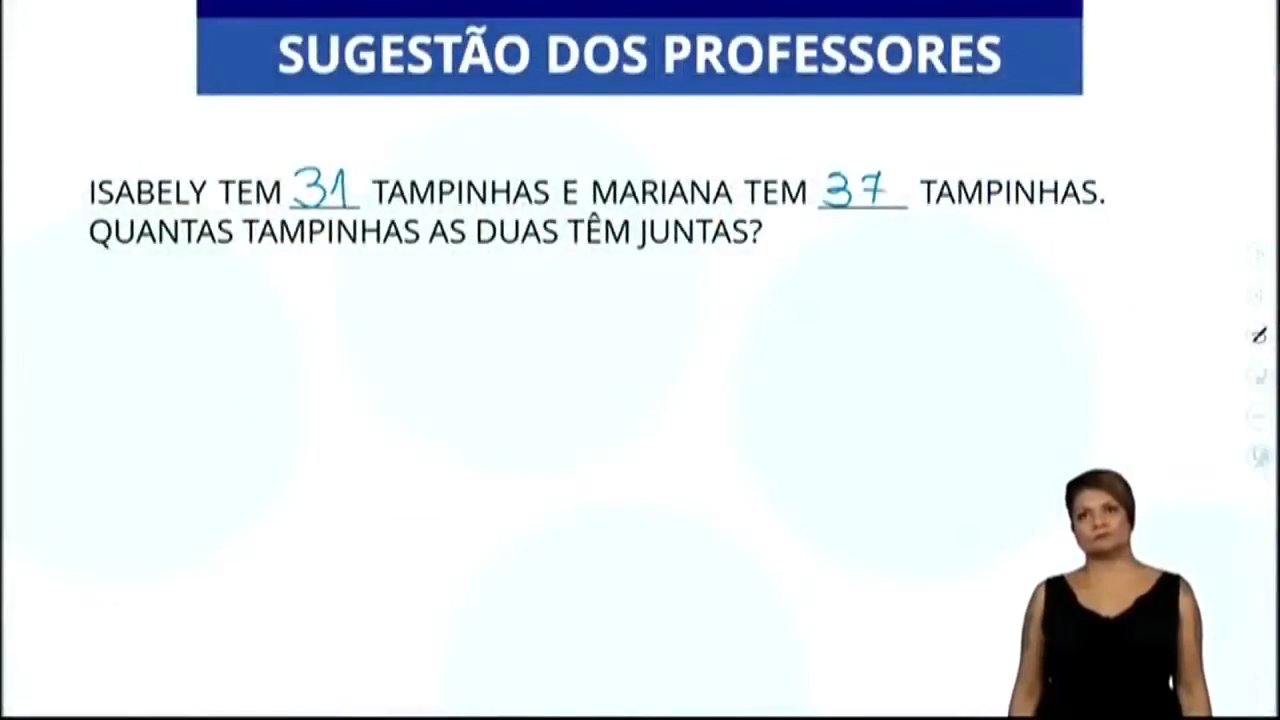 SUGESTÃO DOS PROFESSORES
ISABELY TEM 31 TAMPINHAS E MARIANA TEM 37 TAMPINHAS.
QUANTAS TAMPINHAS AS DUAS TÊM JUNTAS?